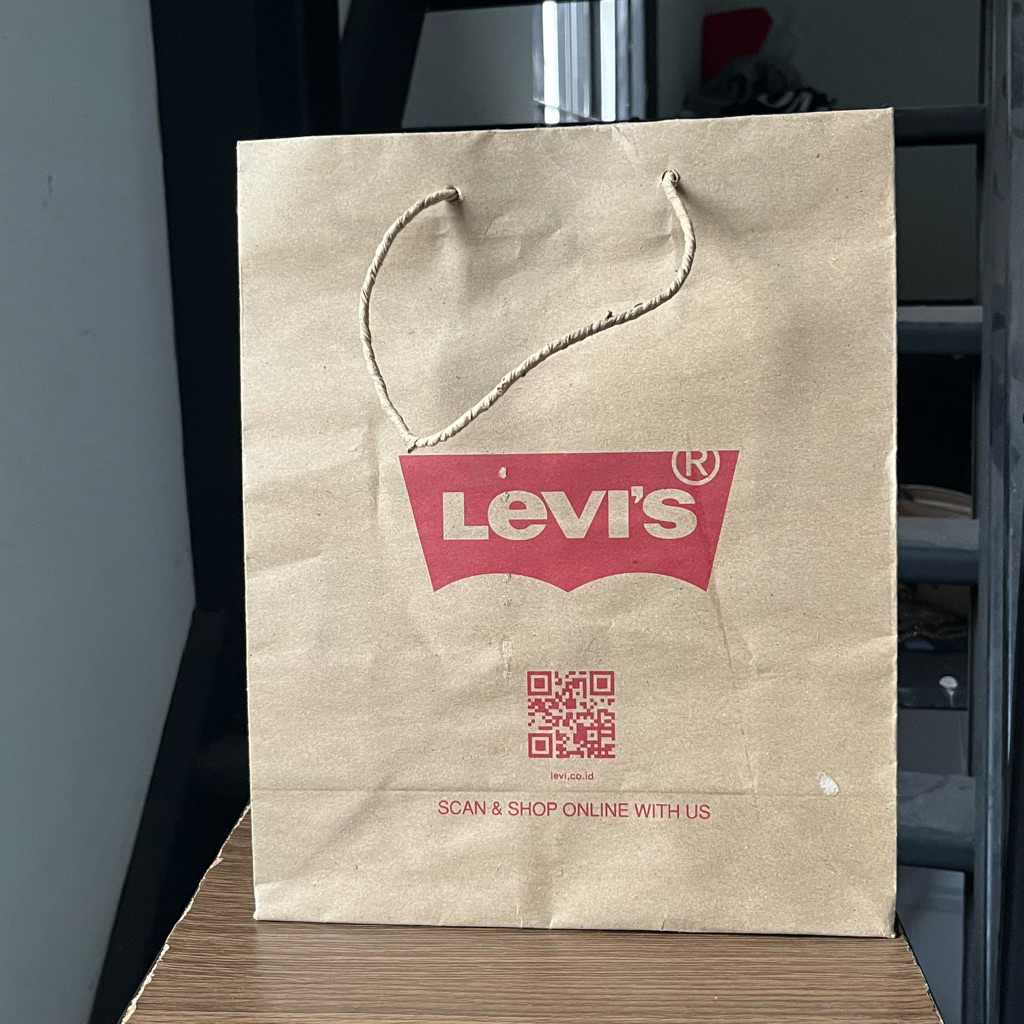 LEVI'S ®
levi.co.id
SCAN & SHOP ONLINE WITH US